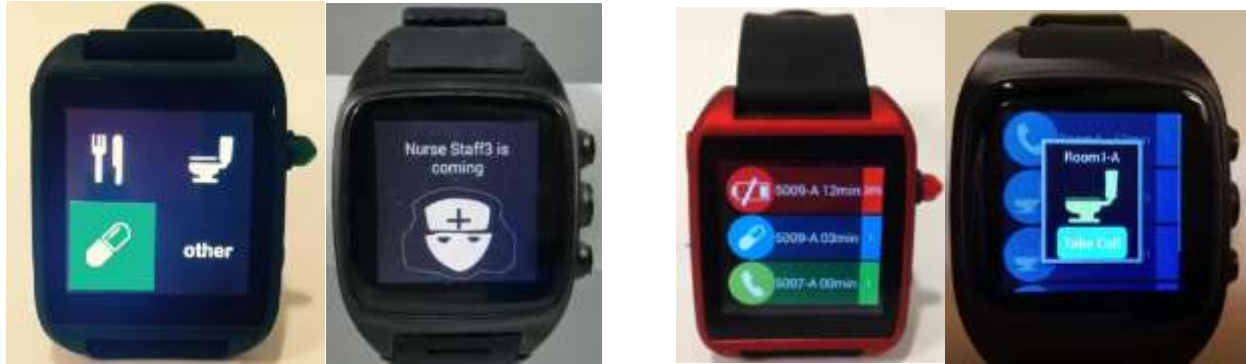 other
Nurse Staff3 is
coming
5009-A 12min
5009-A 03min
5007-A 00min
Room1-A
Take Call